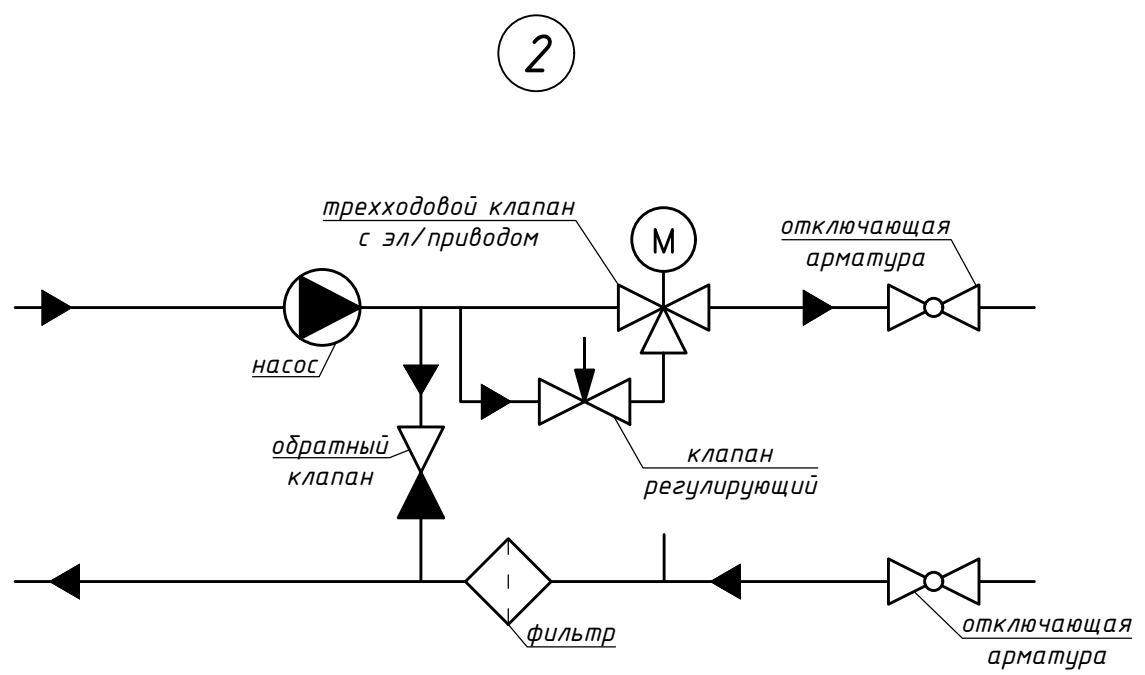 2
трехходовой клапан
с эл/приводом
М
отключающая
арматура
насос
обратный
клапан
клапан
регулирующий
фильтр
отключающая
арматура